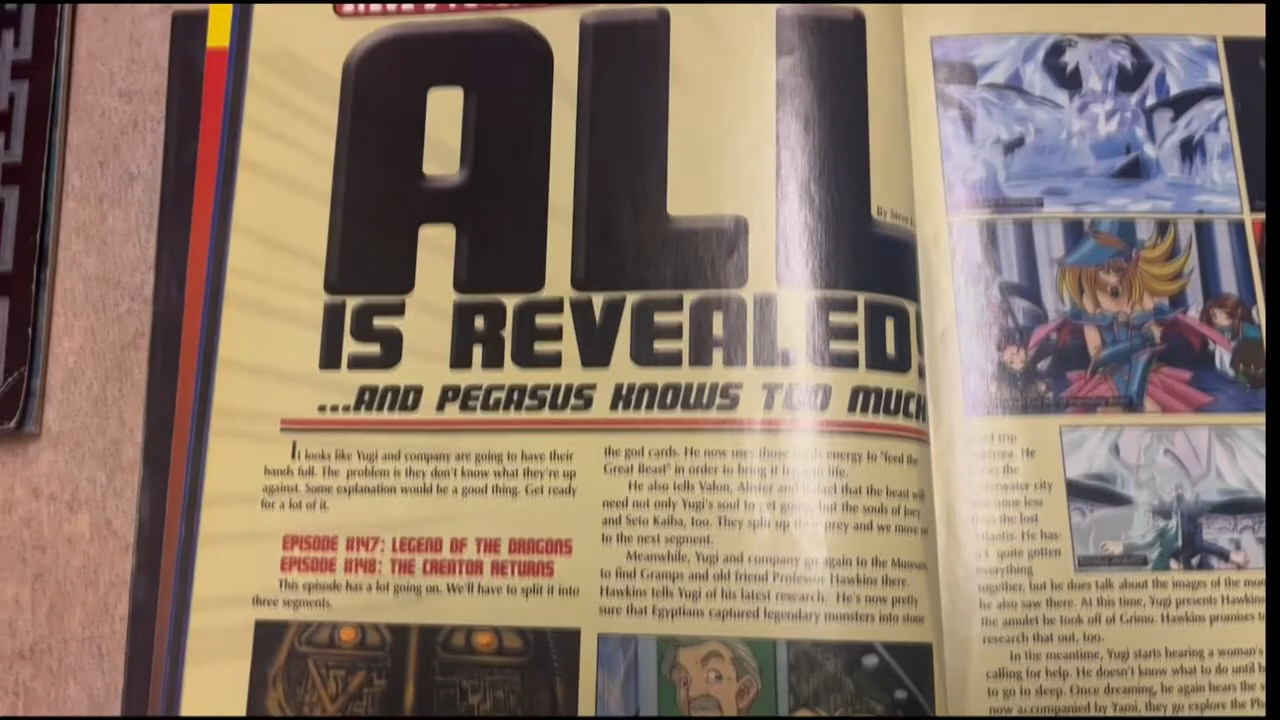 ALL
By Steve
IS REVEALED!
...AND PEGASUS KNOWS TOO MUCH
It looks like Yugi and company are going to have their
hands full. The problem is they don't know what they're up
against. Some explanation would be a good thing. Get ready
for a lot of it.
EPISODE #147: LEGEND OF THE DRAGONS
EPISODE #148: THE CREATOR RETURNS
This episode has a lot going on. We'll have to split it into
three segments.
the god cards. He now uses those energy to "feed the
Great Beast" in order to bring it to life.
He also tells Valon, Alister and that the beast will
need not only Yugi's soul to get going, but the souls of Joey
and Seto Kaiba, too. They split up their prey and we move on
to the next segment.
Meanwhile, Yugi and company go again to the Museum
to find Gramps and old friend Professor Hawkins there.
Hawkins tells Yugi of his latest research. He's now pretty
sure that Egyptians captured legendary monsters into stone
trip
He
the
city
none less
than the lost
Atlantis. He has-
n't quite gotten
everything
together, but he does talk about the images of the
he also saw there. At this time, Yugi presents Hawkins
the amulet he took off of Grimo. Hawkins promises to
research that out, too.
In the meantime, Yugi starts hearing a woman's
calling for help. He doesn't know what to do until
to go to sleep. Once dreaming, he again hears the
now accompanied by Yami, they go explore the